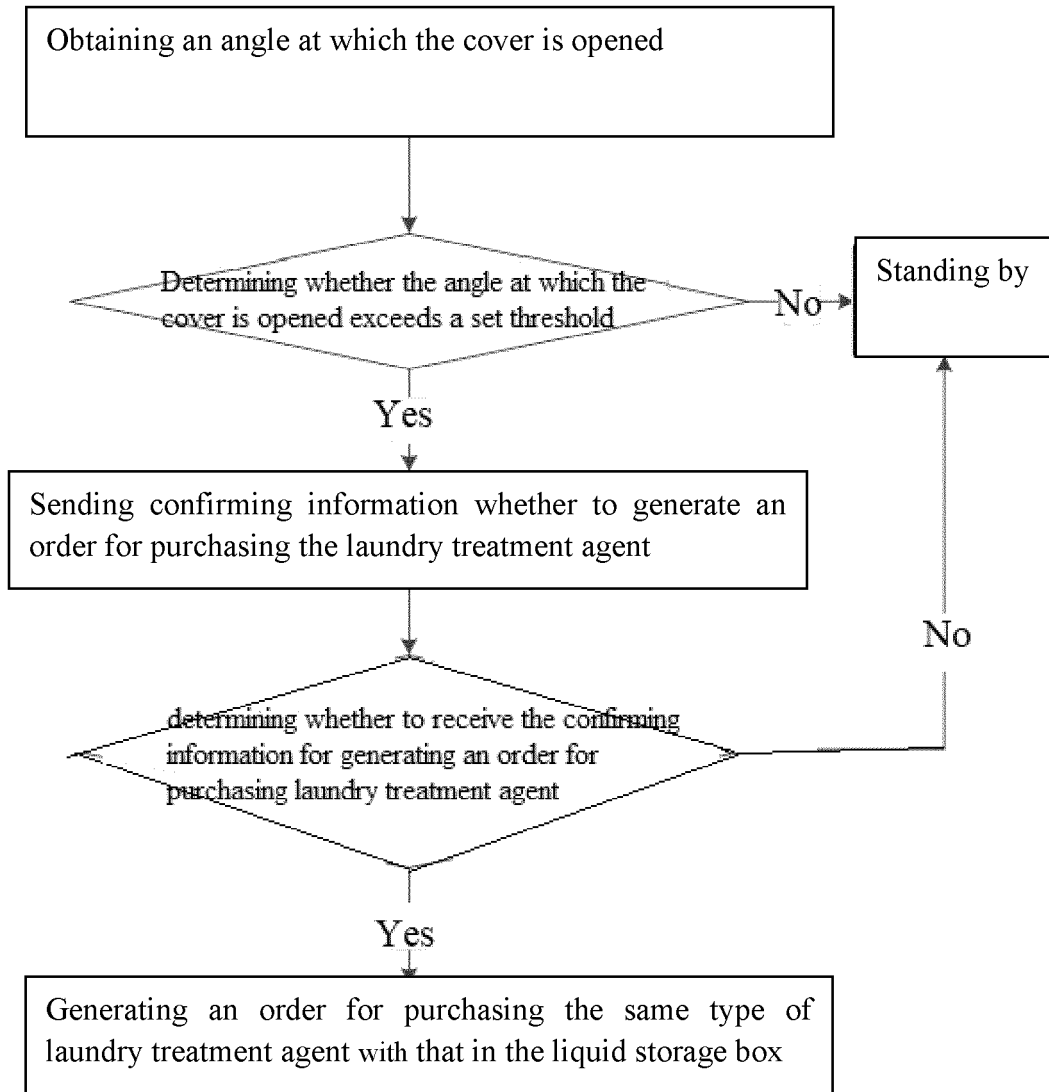 Obtaining an angle at which the cover is opened
Determining whether the angle at which the
cover is opened exceeds a set threshold
No
Standing by
Yes
Sending confirming information whether to generate an
order for purchasing the laundry treatment agent
No
determining whether to receive the confirming
information for generating an order for
purchasing laundry treatment agent
Yes
Generating an order for purchasing the same type of
laundry treatment agent with that in the liquid storage box